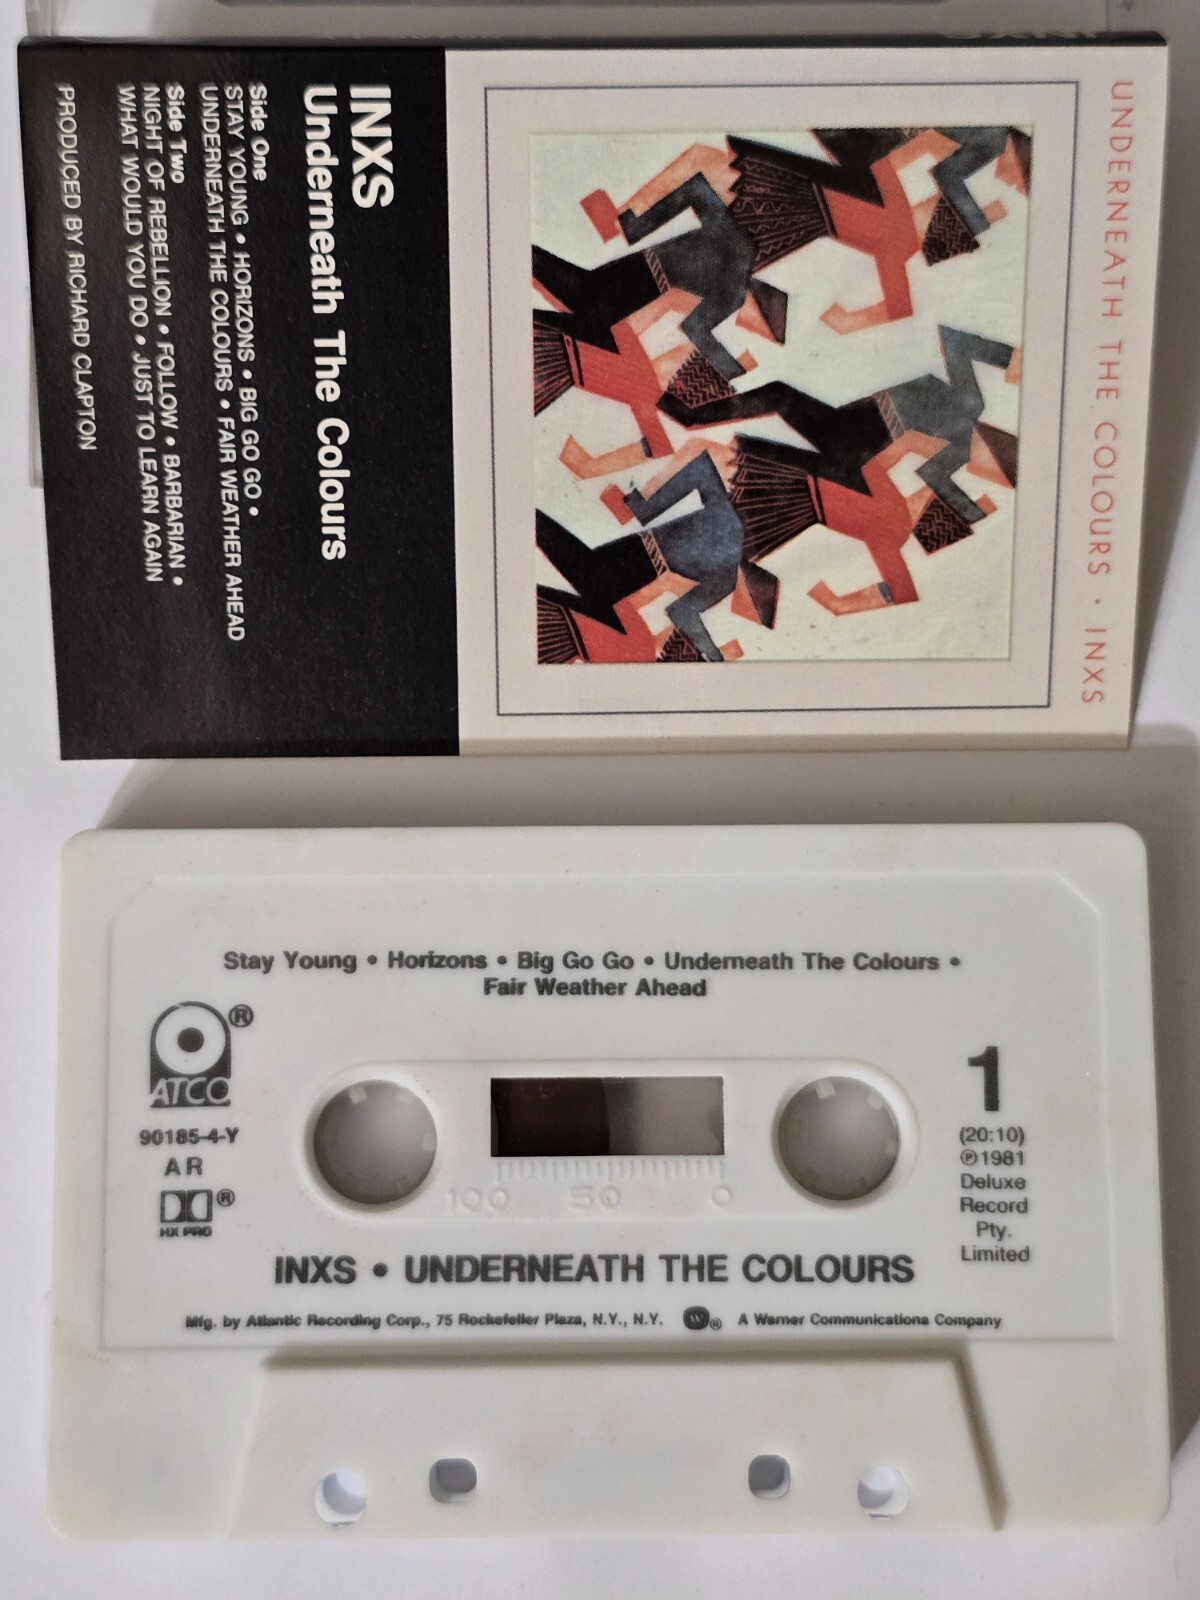 UNDERNEATH THE COLOURS · INXS
INXS
Underneath The Colours
Side One
STAY YOUNG • HORIZONS • BIG GO GO •
UNDERNEATH THE COLOURS • FAIR WEATHER AHEAD
Side Two
NIGHT OF REBELLION • FOLLOW • BARBARIAN •
WHAT WOULD YOU DO • JUST TO LEARN AGAIN
PRODUCED BY RICHARD CLAPTON
Stay Young • Horizons • Big Go Go • Underneath The Colours •
Fair Weather Ahead
ATCO®
90185-4-Y
AR
®
HX PRO
100 50 0
1
(20:10)
℗1981
Deluxe
Record
Pty.
Limited
INXS • UNDERNEATH THE COLOURS
Mfg. by Atlantic Recording Corp., 75 Rockefeller Plaza, N.Y., N.Y. W® A Warner Communications Company